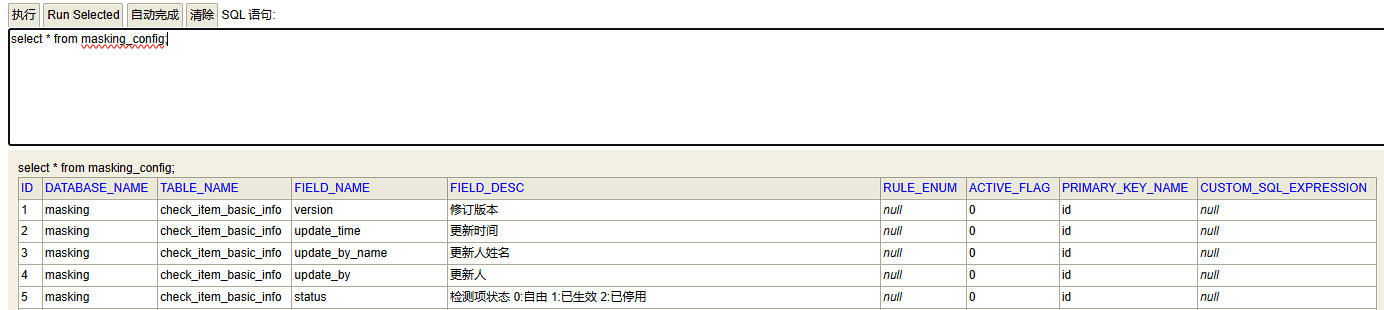 执行 Run Selected 自动完成 清除 SQL 语句:
select * from masking_config;
select * from masking_config;
ID DATABASE_NAME TABLE_NAME FIELD_NAME FIELD_DESC RULE_ENUM ACTIVE_FLAG PRIMARY_KEY_NAME CUSTOM_SQL_EXPRESSION
1 masking check_item_basic_info version 修订版本 null 0 id null
2 masking check_item_basic_info update_time 更新时间 null 0 id null
3 masking check_item_basic_info update_by_name 更新人姓名 null 0 id null
4 masking check_item_basic_info update_by 更新人 null 0 id null
5 masking check_item_basic_info status 检测项状态 0:自由 1:已生效 2:已停用 null 0 id null